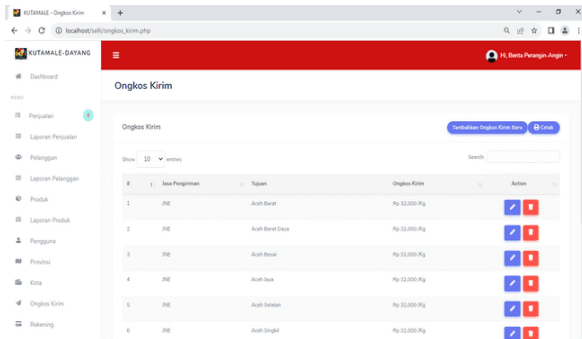 KUTAMALE - Ongkos Kirim
localhost/selli/ongkos_kirim.php
KUTAMALE-DAYANG
Hi, Benta Perangin-Angin
Dashboard
MENU
Penjualan
Laporan Penjualan
Pelanggan
Laporan Pelanggan
Produk
Laporan Produk
Pengguna
Provinsi
Kota
Ongkos Kirim
Rekening
Ongkos Kirim
Ongkos Kirim
Tambahkan Ongkos Kirim Baru
Cetak
Show 10 entries
Search:
# Jasa Pengiriman Tujuan Ongkos Kirim Action
1 JNE Aceh Barat Rp 32,000 /Kg
2 JNE Aceh Barat Daya Rp 32,000 /Kg
3 JNE Aceh Besar Rp 32,000 /Kg
4 JNE Aceh Jaya Rp 32,000 /Kg
5 JNE Aceh Selatan Rp 32,000 /Kg
6 JNE Aceh Singkil Rp 32,000 /Kg